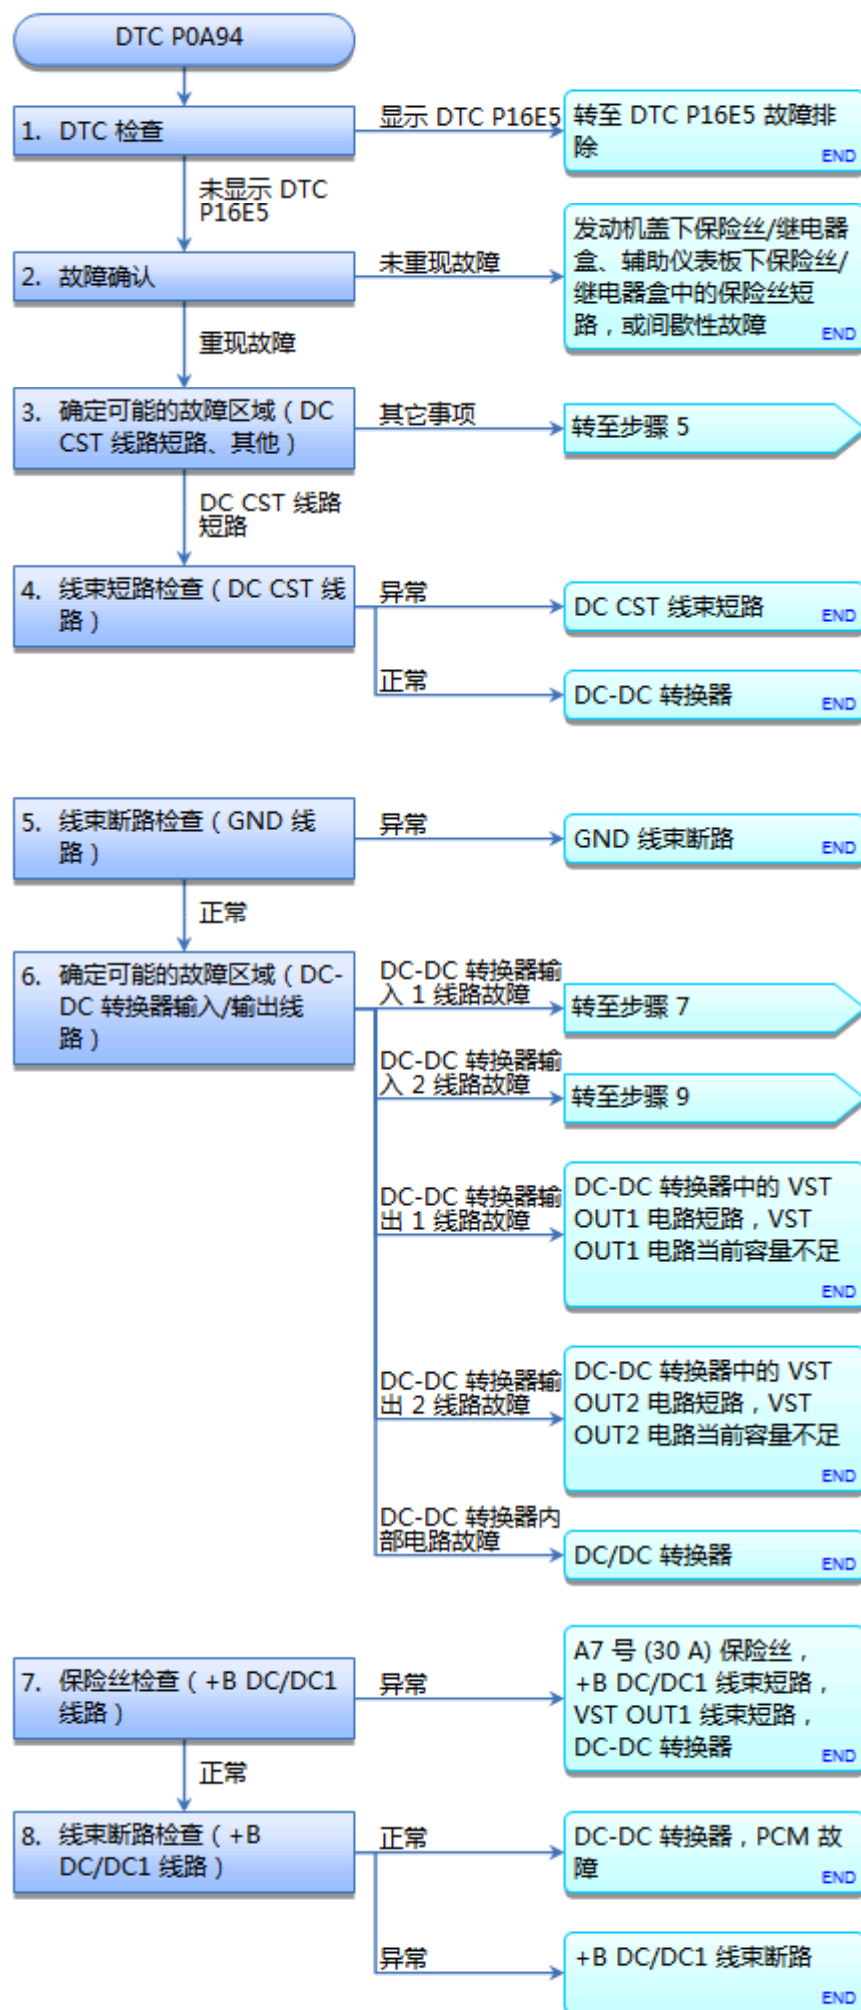 DTC P0A94
1. DTC 检查
显示 DTC P16E5
转至 DTC P16E5 故障排
除
END
未显示 DTC
P16E5
2. 故障确认
未重现故障
发动机盖下保险丝/继电器
盒、辅助仪表板下保险丝/
继电器盒中的保险丝短
路，或间歇性故障
END
重现故障
3. 确定可能的故障区域（DC
CST 线路短路、其他）
其它事项
转至步骤 5
DC CST 线路
短路
4. 线束短路检查（DC CST 线
路）
异常
DC CST 线束短路
END
正常
DC-DC 转换器
END
5. 线束断路检查（GND 线
路）
异常
GND 线束断路
END
正常
6. 确定可能的故障区域（DC-
DC 转换器输入/输出线
路）
DC-DC 转换器输
入 1 线路故障
转至步骤 7
DC-DC 转换器输
入 2 线路故障
转至步骤 9
DC-DC 转换器输
出 1 线路故障
DC-DC 转换器中的 VST
OUT1 电路短路，VST
OUT1 电路当前容量不足
END
DC-DC 转换器输
出 2 线路故障
DC-DC 转换器中的 VST
OUT2 电路短路，VST
OUT2 电路当前容量不足
END
DC-DC 转换器内
部电路故障
DC/DC 转换器
END
7. 保险丝检查（+B DC/DC1
线路）
异常
A7 号 (30 A) 保险丝，
+B DC/DC1 线束短路，
VST OUT1 线束短路，
DC-DC 转换器
END
正常
8. 线束断路检查（+B
DC/DC1 线路）
正常
DC-DC 转换器，PCM 故
障
END
异常
+B DC/DC1 线束断路
END